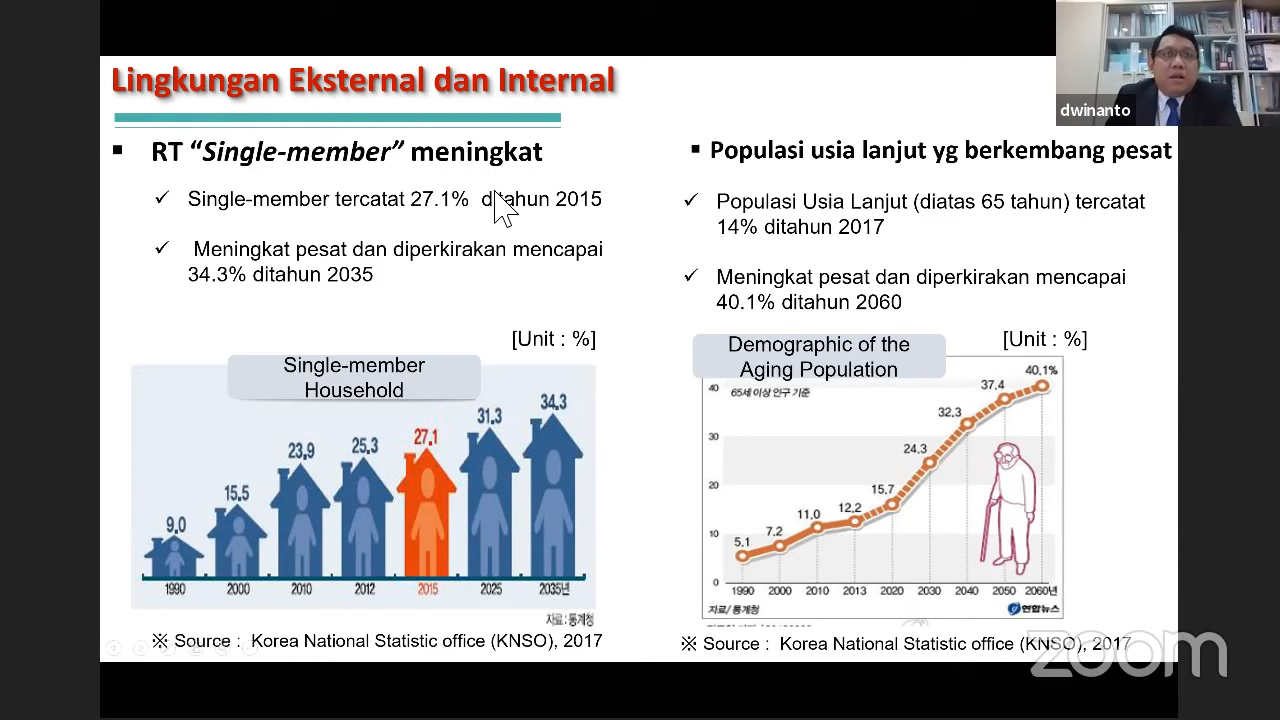 Lingkungan Eksternal dan Internal
dwinanto
▪ RT “Single-member” meningkat
✓ Single-member tercatat 27.1% ditahun 2015
✓ Meningkat pesat dan diperkirakan mencapai
34.3% ditahun 2035
[Unit : %]
Single-member
Household
9.0
15.5
23.9
25.3
27.1
31.3
34.3
1990
2000
2010
2012
2015
2025
2035년
자료:통계청
※ Source : Korea National Statistic office (KNSO), 2017
▪ Populasi usia lanjut yg berkembang pesat
✓ Populasi Usia Lanjut (diatas 65 tahun) tercatat
14% ditahun 2017
✓ Meningkat pesat dan diperkirakan mencapai
40.1% ditahun 2060
[Unit : %]
Demographic of the
Aging Population
65세 이상 인구 기준
40
30
20
10
0
5.1
7.2
11.0
12.2
15.7
24.3
32.3
37.4
40.1%
1990
2000
2010
2013
2020
2030
2040
2050
2060년
자료/통계청
연합뉴스
※ Source : Korea National Statistic office (KNSO), 2017
zoom